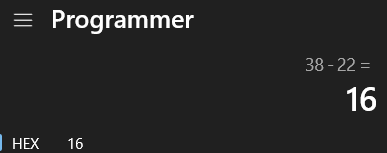 Programmer
38 - 22 =
16
HEX 16